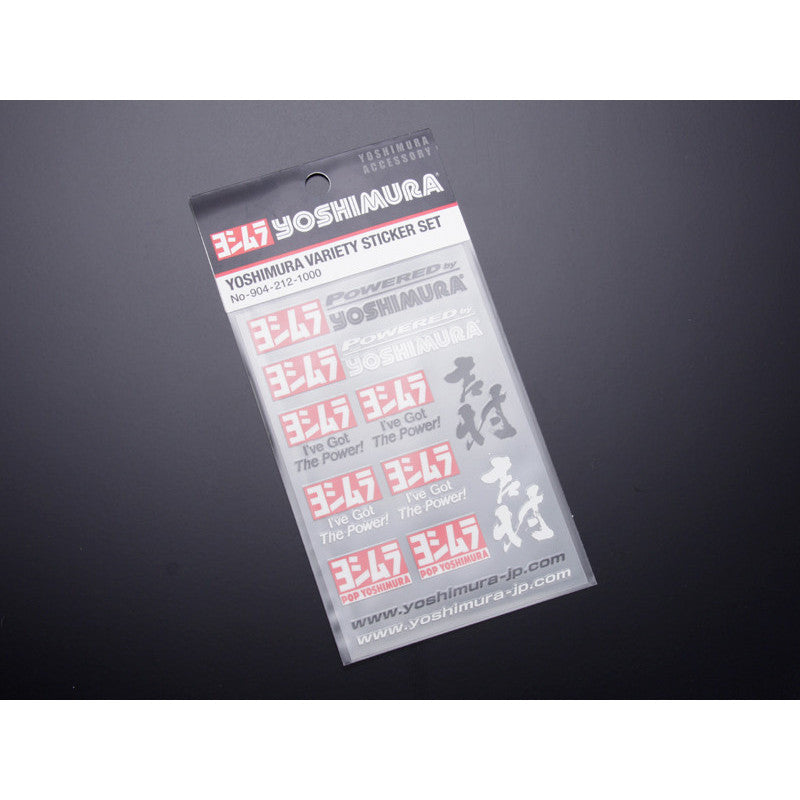 YOSHIMURA
ACCESSORY
ヨシムラ YOSHIMURA®
YOSHIMURA VARIETY STICKER SET
No-904-212-1000
ヨシムラ POWERED by
YOSHIMURA®
ヨシムラ POWERED by
YOSHIMURA®
ヨシムラ
I've Got
The Power!
ヨシムラ
I've Got
The Power!
吉村
ヨシムラ
I've Got
The Power!
ヨシムラ
I've Got
The Power!
吉村
ヨシムラ
POP YOSHIMURA
ヨシムラ
POP YOSHIMURA
www.yoshimura-jp.com
www.yoshimura-jp.com